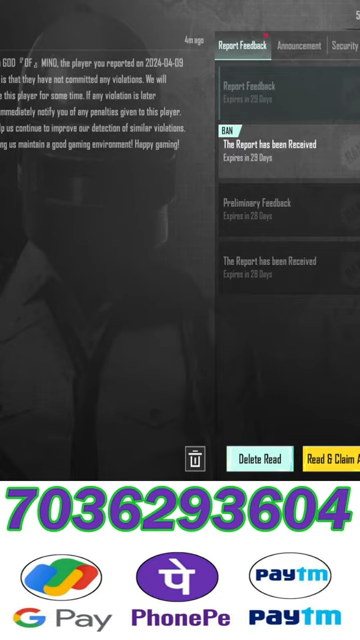 4m ago
GOD 『OF』 MIND, the player you reported on 2024-04-09
is that they have not committed any violations. We will
this player for some time. If any violation is later
mmediately notify you of any penalties given to this player.
lp us continue to improve our detection of similar violations.
ng us maintain a good gaming environment! Happy gaming!
Report Feedback
Announcement
Security
Report Feedback
Expires in 29 Days
BAN
The Report has been Received
Expires in 29 Days
Preliminary Feedback
Expires in 28 Days
The Report has been Received
Expires in 28 Days
Delete Read
Read & Claim A
7036293604
पे
paytm
G Pay
PhonePe
paytm